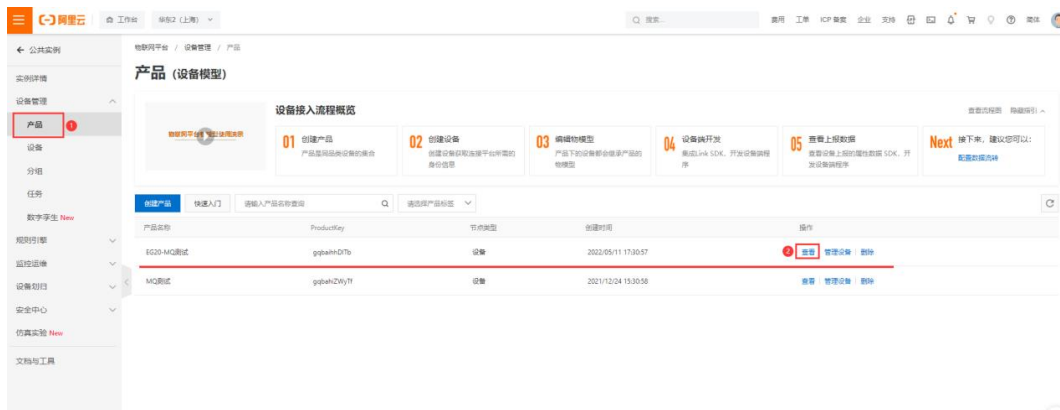 阿里云 工作台 华东2（上海） 搜索... 费用 工单 ICP备案 企业 支持 简体
公共实例
物联网平台 / 设备管理 / 产品
产品（设备模型）
实例详情
设备管理
产品 1
设备
分组
任务
数字孪生 New
规则引擎
监控运维
设备划归
安全中心
仿真实验 New
文档与工具
设备接入流程概览
查看流程图 隐藏指引
01 创建产品
产品是同品类设备的集合
02 创建设备
创建设备获取连接平台所需的
身份信息
03 编辑物模型
产品下的设备都会继承产品的
物模型
04 设备端开发
集成Link SDK，开发设备端程
序
05 查看上报数据
查看设备上报的属性数据 SDK，开
发设备端程序
Next 接下来，建议您可以：
配置数据流转
创建产品 快速入门 请输入产品名称查询 请选择产品标签
产品名称 ProductKey 节点类型 创建时间 操作
EG20-MQ测试 设备 2022/05/11 17:30:57 2 查看 管理设备 删除
MQ测试 设备 2021/12/24 15:30:58 查看 管理设备 删除